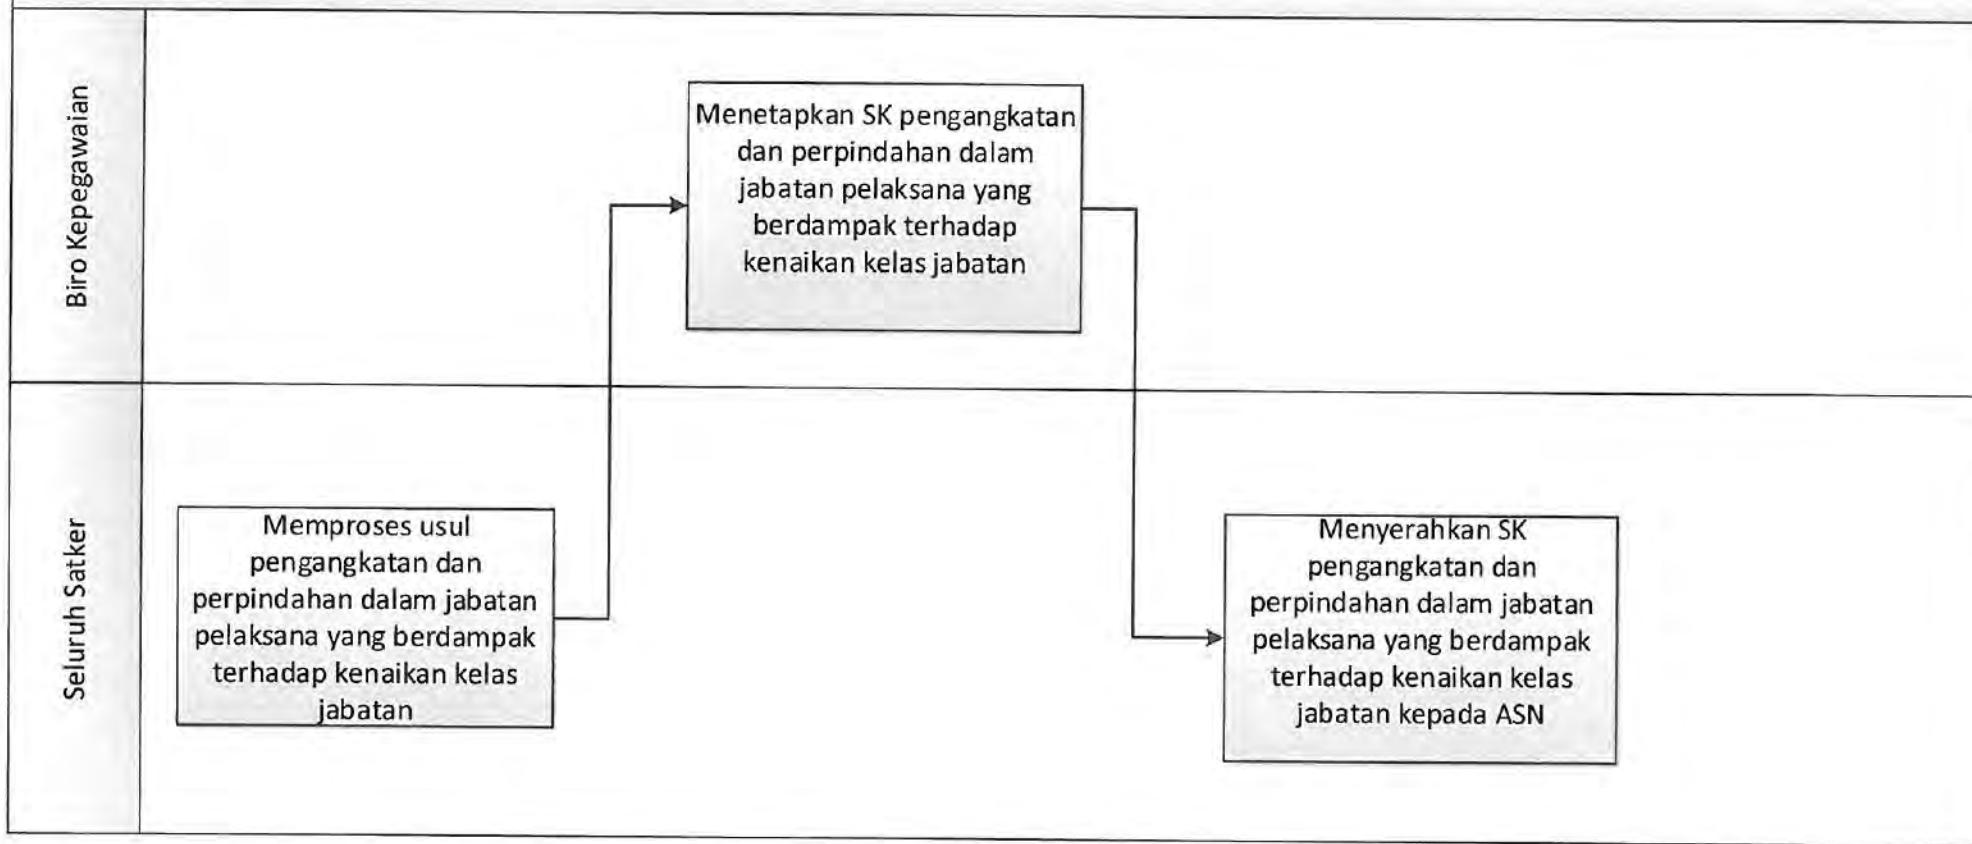 Biro Kepegawaian
Menetapkan SK pengangkatan
dan perpindahan dalam
jabatan pelaksana yang
berdampak terhadap
kenaikan kelas jabatan
Seluruh Satker
Memproses usul
pengangkatan dan
perpindahan dalam jabatan
pelaksana yang berdampak
terhadap kenaikan kelas
jabatan
Menyerahkan SK
pengangkatan dan
perpindahan dalam jabatan
pelaksana yang berdampak
terhadap kenaikan kelas
jabatan kepada ASN